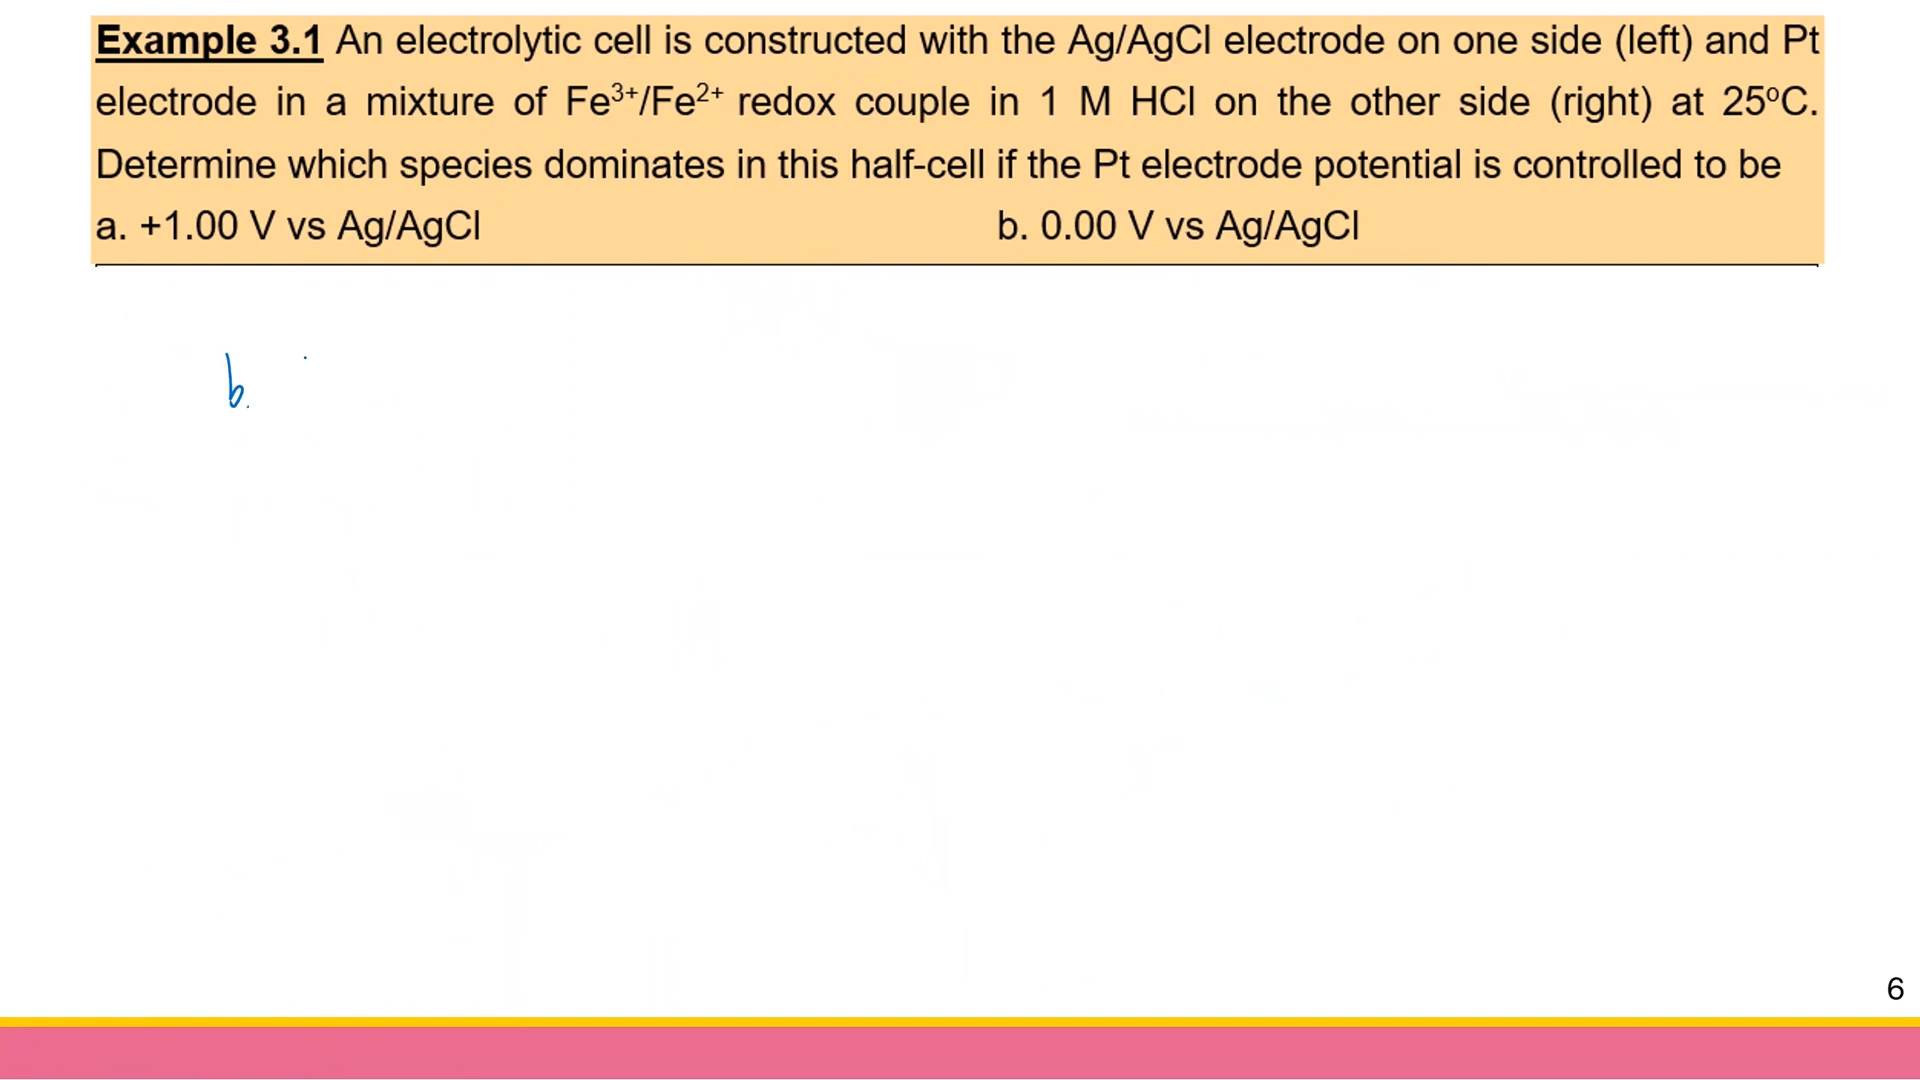 Example 3.1 An electrolytic cell is constructed with the Ag/AgCl electrode on one side (left) and Pt
electrode in a mixture of Fe³⁺/Fe²⁺ redox couple in 1 M HCl on the other side (right) at 25ºC.
Determine which species dominates in this half-cell if the Pt electrode potential is controlled to be
a. +1.00 V vs Ag/AgCl b. 0.00 V vs Ag/AgCl
b.
6